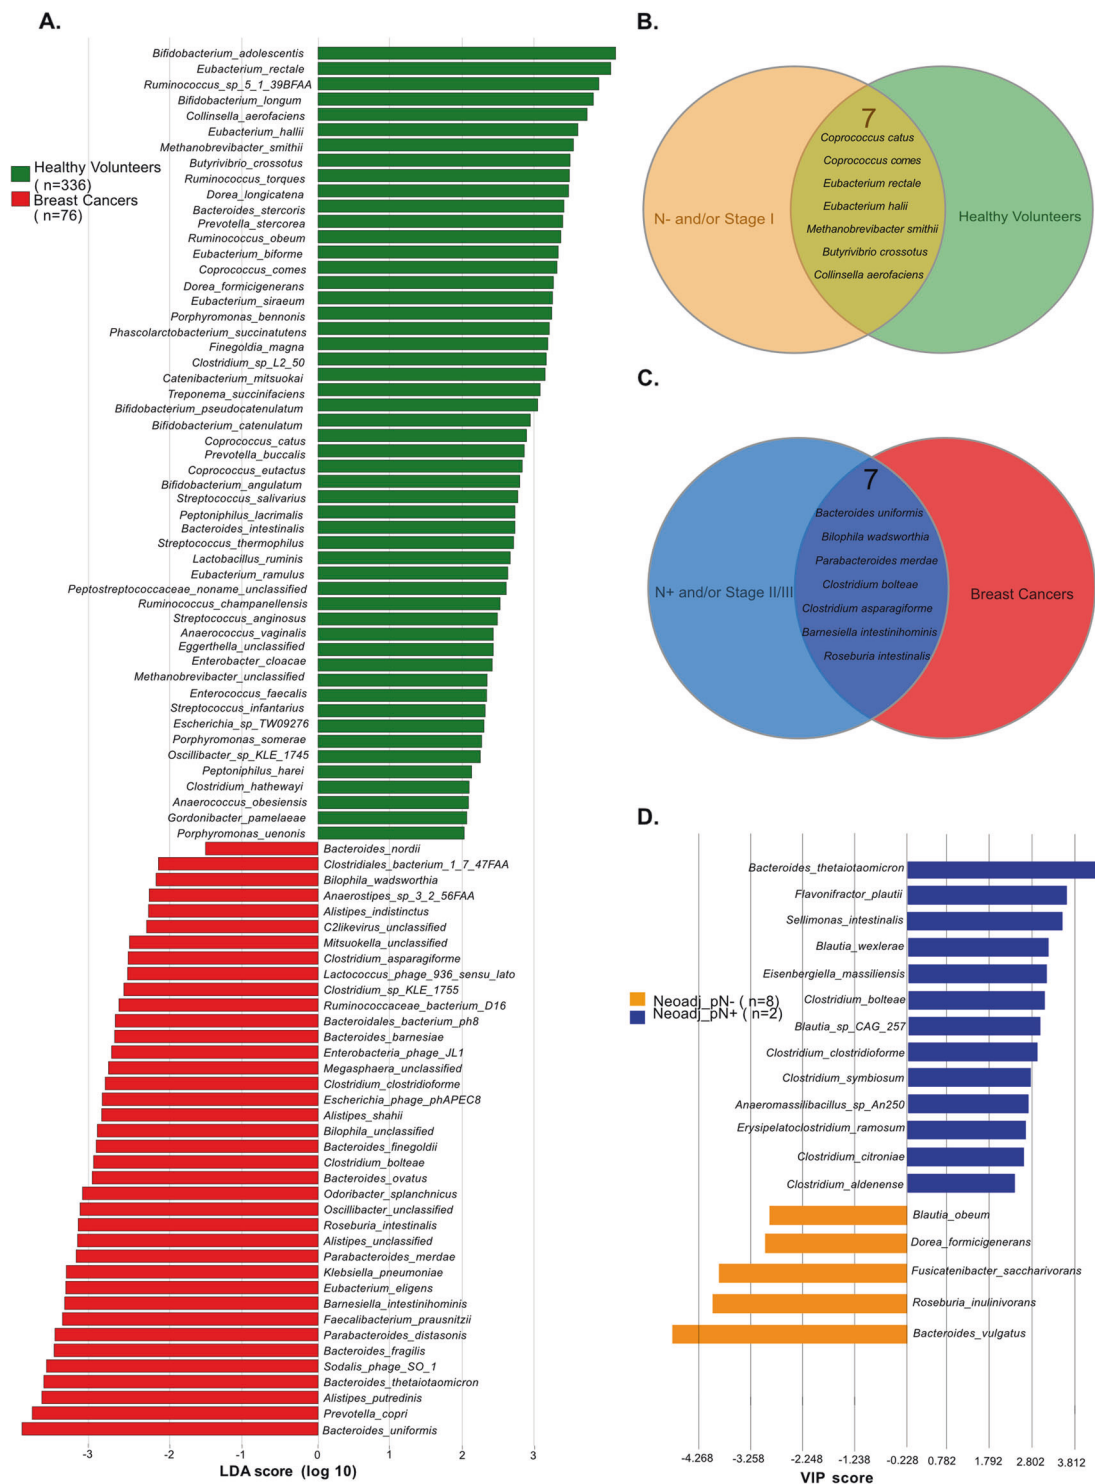 A.
Bifidobacterium_adolescentis
Eubacterium_rectale
Ruminococcus_sp_5_1_39BFAA
Bifidobacterium_longum
Collinsella_aerofaciens
Eubacterium_hallii
Methanobrevibacter_smithii
Butyrivibrio_crossotus
Ruminococcus_torques
Dorea_longicatena
Bacteroides_stercoris
Prevotella_stercorea
Ruminococcus_obeum
Eubacterium_biforme
Coprococcus_comes
Dorea_formicigenerans
Eubacterium_siraeum
Porphyromonas_bennonis
Phascolarctobacterium_succinatutens
Finegoldia_magna
Clostridium_sp_L2_50
Catenibacterium_mitsuokai
Treponema_succinifaciens
Bifidobacterium_pseudocatenulatum
Bifidobacterium_catenulatum
Coprococcus_catus
Prevotella_buccalis
Coprococcus_eutactus
Bifidobacterium_angulatum
Streptococcus_salivarius
Peptoniphilus_lacrimalis
Bacteroides_intestinalis
Streptococcus_thermophilus
Lactobacillus_ruminis
Eubacterium_ramulus
Peptostreptococcaceae_noname_unclassified
Ruminococcus_champanellensis
Streptococcus_anginosus
Anaerococcus_vaginalis
Eggerthella_unclassified
Enterobacter_cloacae
Methanobrevibacter_unclassified
Enterococcus_faecalis
Streptococcus_infantarius
Escherichia_sp_TW09276
Porphyromonas_somerae
Oscillibacter_sp_KLE_1745
Peptoniphilus_harei
Clostridium_hathewayi
Anaerococcus_obesiensis
Gordonibacter_pamelaeae
Porphyromonas_uenonis
Bacteroides_nordii
Clostridiales_bacterium_1_7_47FAA
Bilophila_wadsworthia
Anaerostipes_sp_3_2_56FAA
Alistipes_indistinctus
C2likevirus_unclassified
Mitsuokella_unclassified
Clostridium_asparagiforme
Lactococcus_phage_936_sensu_lato
Clostridium_sp_KLE_1755
Ruminococcaceae_bacterium_D16
Bacteroidales_bacterium_ph8
Bacteroides_barnesiae
Enterobacteria_phage_JL1
Megasphaera_unclassified
Clostridium_clostridioforme
Escherichia_phage_phAPEC8
Alistipes_shahii
Bilophila_unclassified
Bacteroides_finegoldii
Clostridium_bolteae
Bacteroides_ovatus
Odoribacter_splanchnicus
Oscillibacter_unclassified
Roseburia_intestinalis
Alistipes_unclassified
Parabacteroides_merdae
Klebsiella_pneumoniae
Eubacterium_eligens
Barnesiella_intestinihominis
Faecalibacterium_prausnitzii
Parabacteroides_distasonis
Bacteroides_fragilis
Sodalis_phage_SO_1
Bacteroides_thetaiotaomicron
Alistipes_putredinis
Prevotella_copri
Bacteroides_uniformis
-3 -2 -1 0 1 2 3
LDA score (log 10)
Healthy Volunteers
( n=336)
Breast Cancers
( n=76)
B.
7
Coprococcus catus
Coprococcus comes
Eubacterium rectale
Eubacterium halii
Methanobrevibacter smithii
Butyrivibrio crossotus
Collinsella aerofaciens
N- and/or Stage I
Healthy Volunteers
C.
7
Bacteroides uniformis
Bilophila wadsworthia
Parabacteroides merdae
Clostridium bolteae
Clostridium asparagiforme
Barnesiella intestinihominis
Roseburia intestinalis
N+ and/or Stage II/III
Breast Cancers
D.
Bacteroides_thetaiotaomicron
Flavonifractor_plautii
Sellimonas_intestinalis
Blautia_wexlerae
Eisenbergiella_massiliensis
Clostridium_bolteae
Blautia_sp_CAG_257
Clostridium_clostridioforme
Clostridium_symbiosum
Anaeromassilibacillus_sp_An250
Erysipelatoclostridium_ramosum
Clostridium_citroniae
Clostridium_aldenense
Blautia_obeum
Dorea_formicigenerans
Fusicatenibacter_saccharivorans
Roseburia_inulinivorans
Bacteroides_vulgatus
Neoadj_pN- ( n=8)
Neoadj_pN+ ( n=2)
-4.268 -3.258 -2.248 -1.238 -0.228 0.782 1.792 2.802 3.812
VIP score